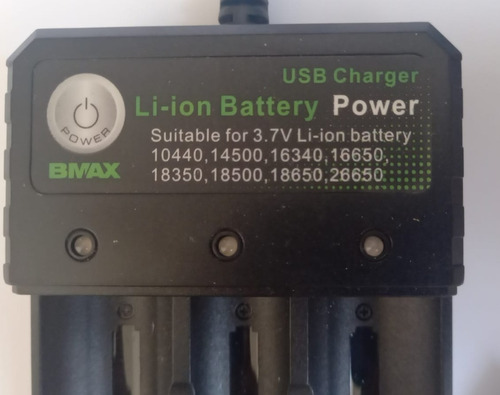 USB Charger
Li-ion Battery Power
POWER
Suitable for 3.7V Li-ion battery
10440,14500,16340,16650,
BMAX
18350,18500,18650,26650